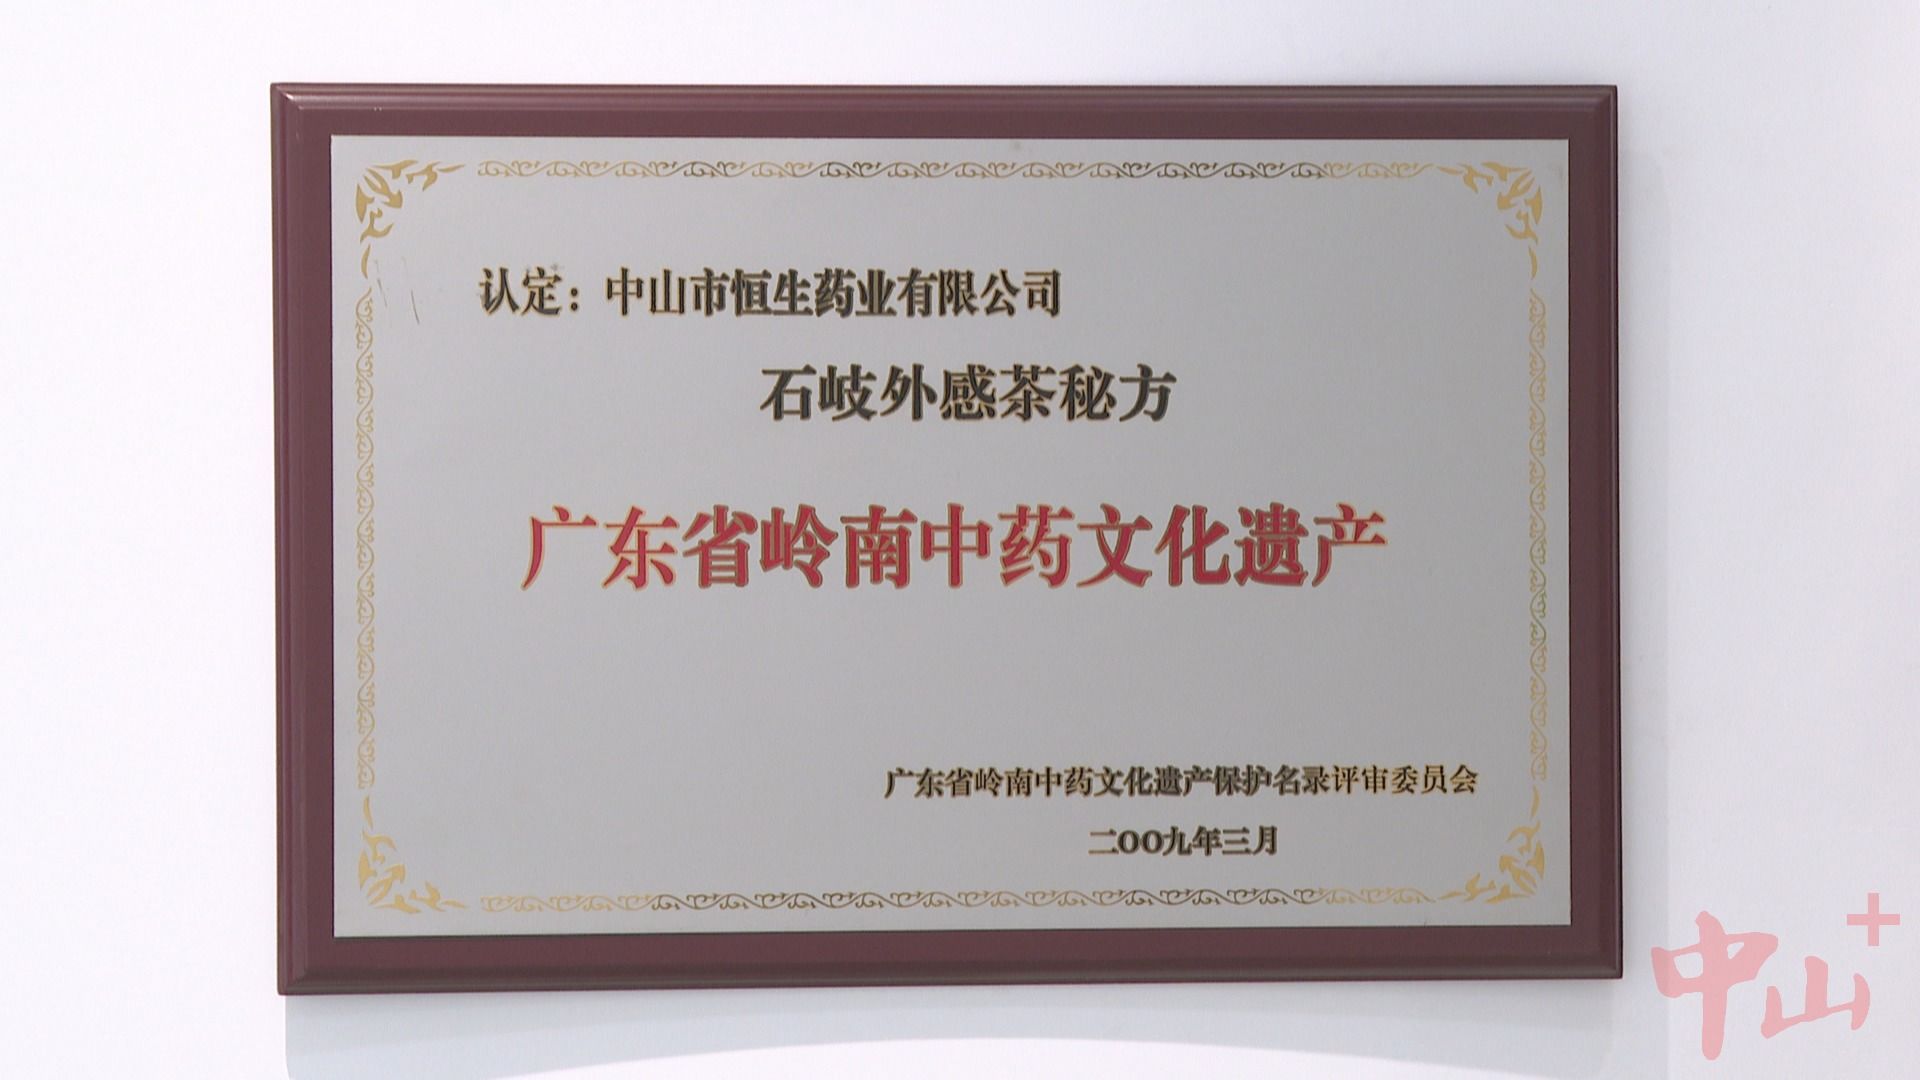 认定：中山市恒生药业有限公司
石岐外感茶秘方
广东省岭南中药文化遗产
广东省岭南中药文化遗产保护名录评审委员会
二OO九年三月
中山+